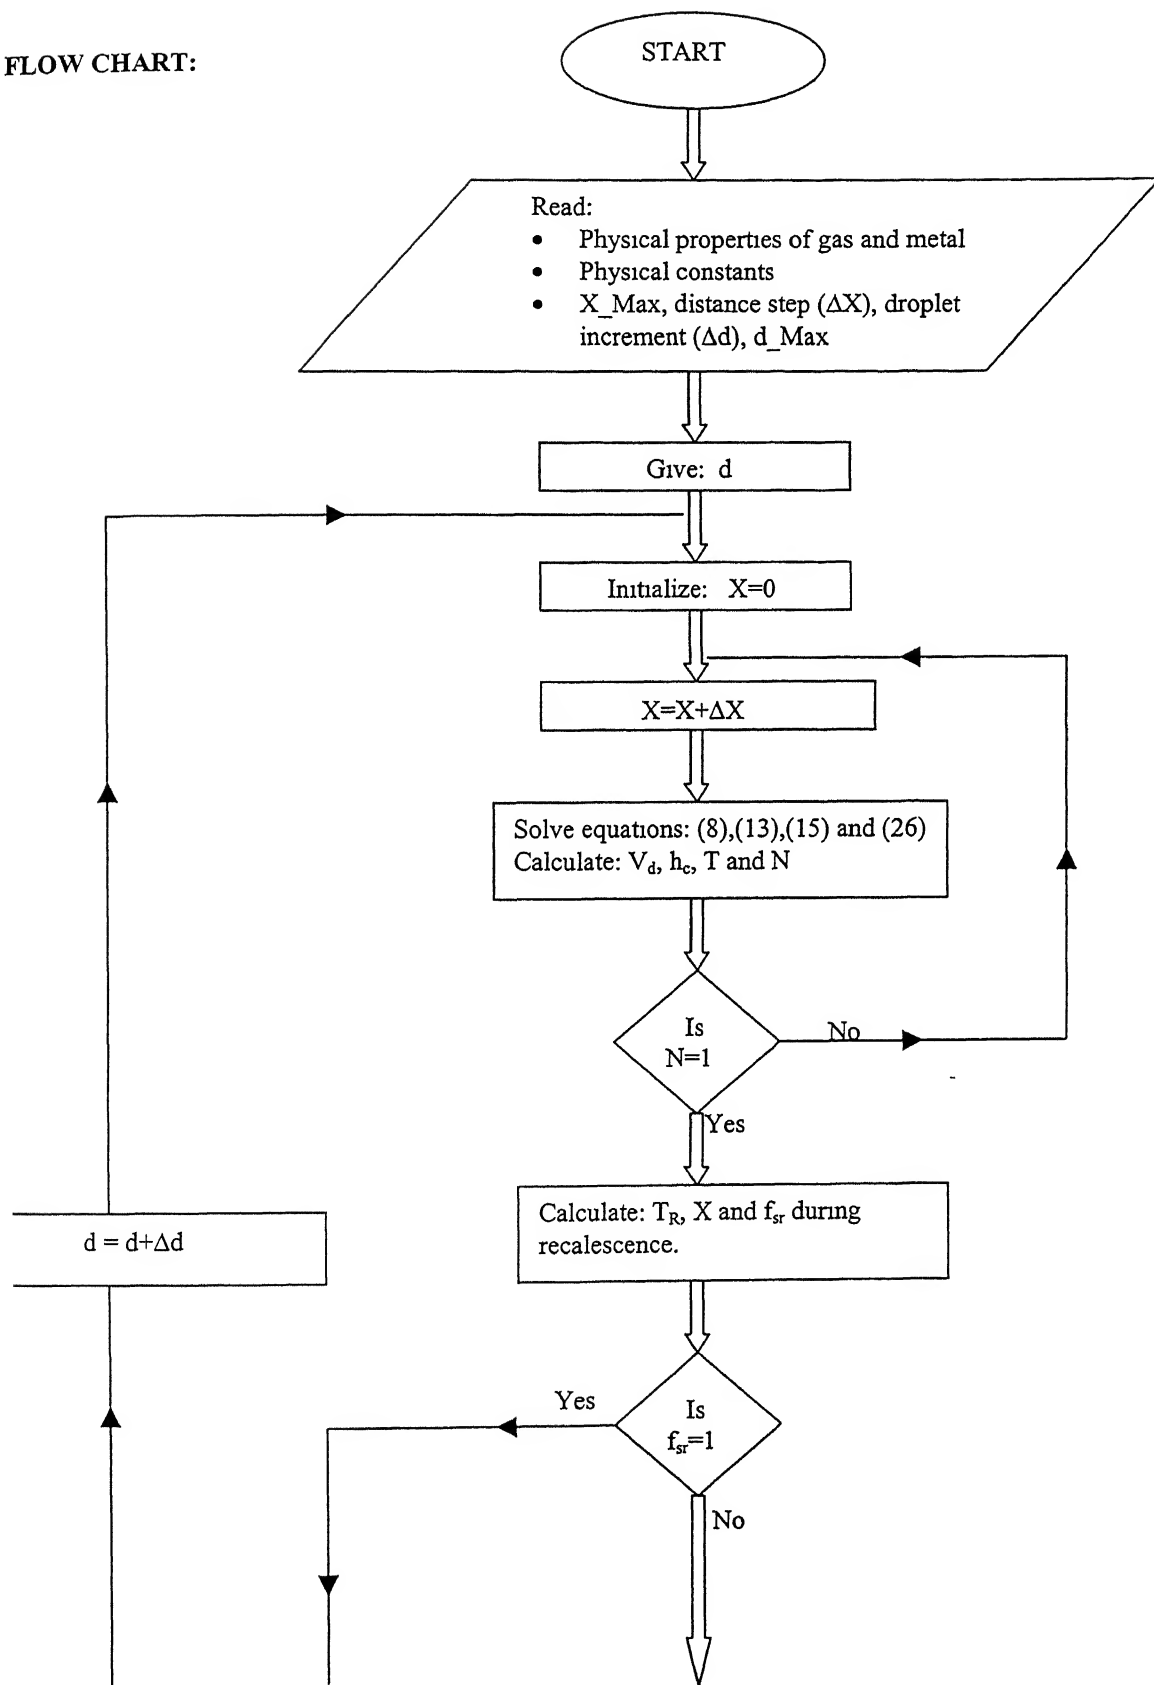 FLOW CHART:
START
Read:
• Physical properties of gas and metal
• Physical constants
• X_Max, distance step (ΔX), droplet
increment (Δd), d_Max
Give: d
Initialize: X=0
X=X+ΔX
Solve equations: (8),(13),(15) and (26)
Calculate: V_d, h_c, T and N
Is
N=1
No
Yes
Calculate: T_R, X and f_sr during
recalescence.
d = d+Δd
Yes
Is
f_sr=1
No